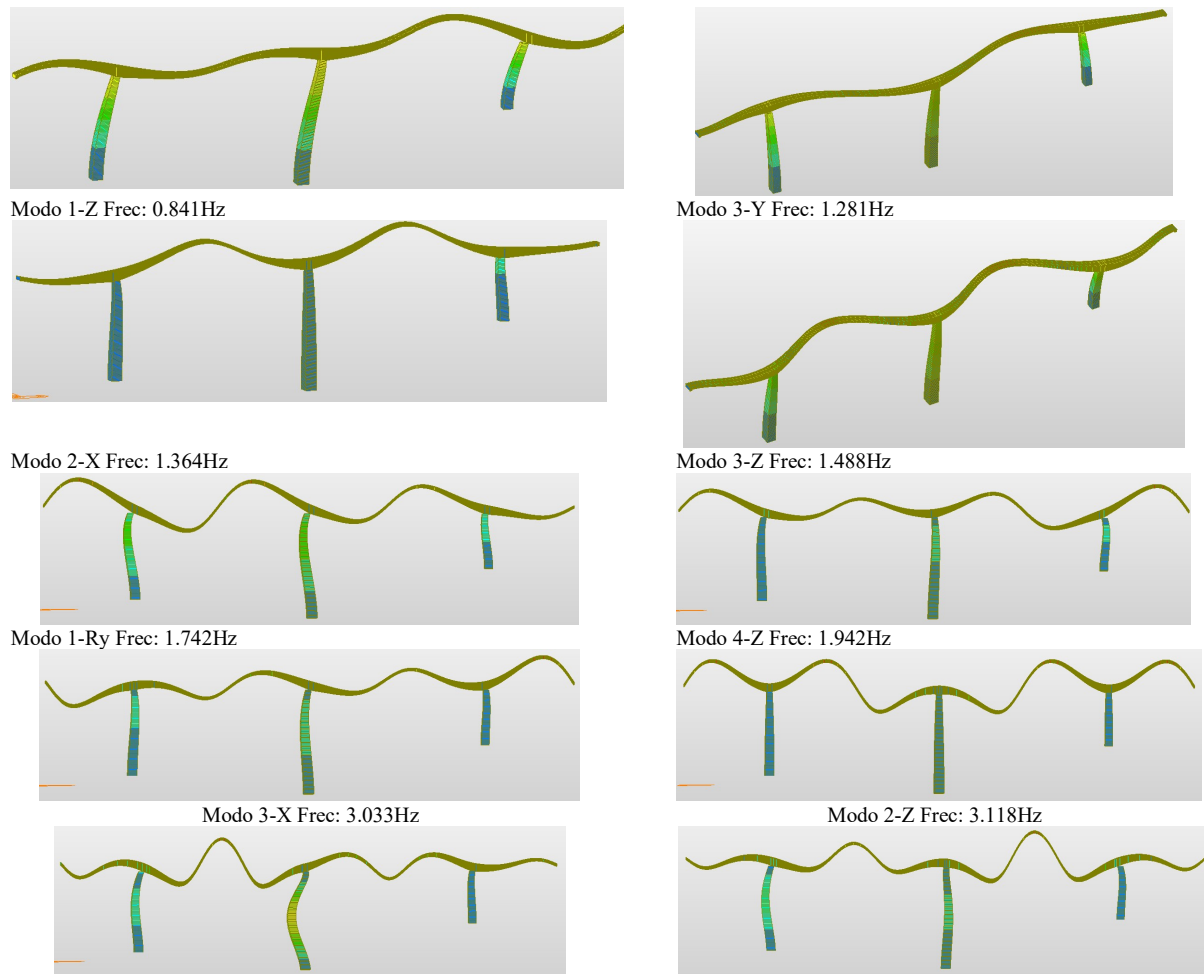 Modo 1-Z Frec: 0.841Hz
Modo 3-Y Frec: 1.281Hz
Modo 2-X Frec: 1.364Hz
Modo 3-Z Frec: 1.488Hz
Modo 1-Ry Frec: 1.742Hz
Modo 4-Z Frec: 1.942Hz
Modo 3-X Frec: 3.033Hz
Modo 2-Z Frec: 3.118Hz